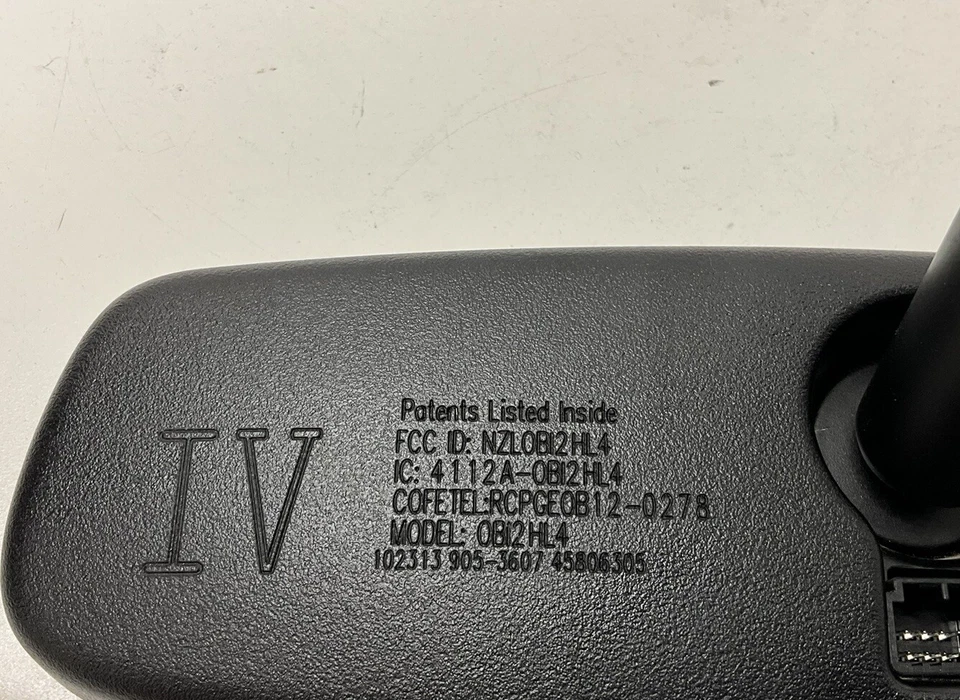 IV
Patents Listed Inside
FCC ID: NZLOBI2HL4
IC: 4112A-OBI2HL4
COFETEL:RCPGEOB12-0278
MODEL: OBI2HL4
102313 905-3607 45806305